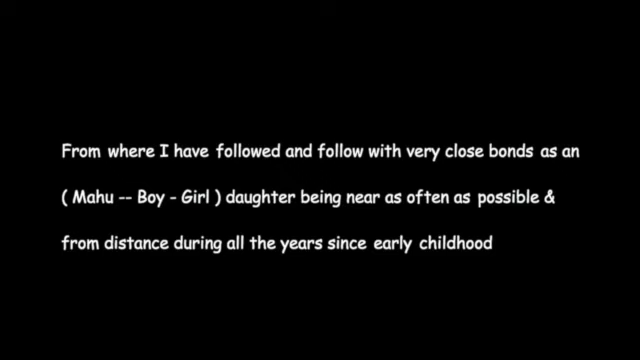 From where I have followed and follow with very close bonds as an
( Mahu -- Boy - Girl ) daughter being near as often as possible &
from distance during all the years since early childhood